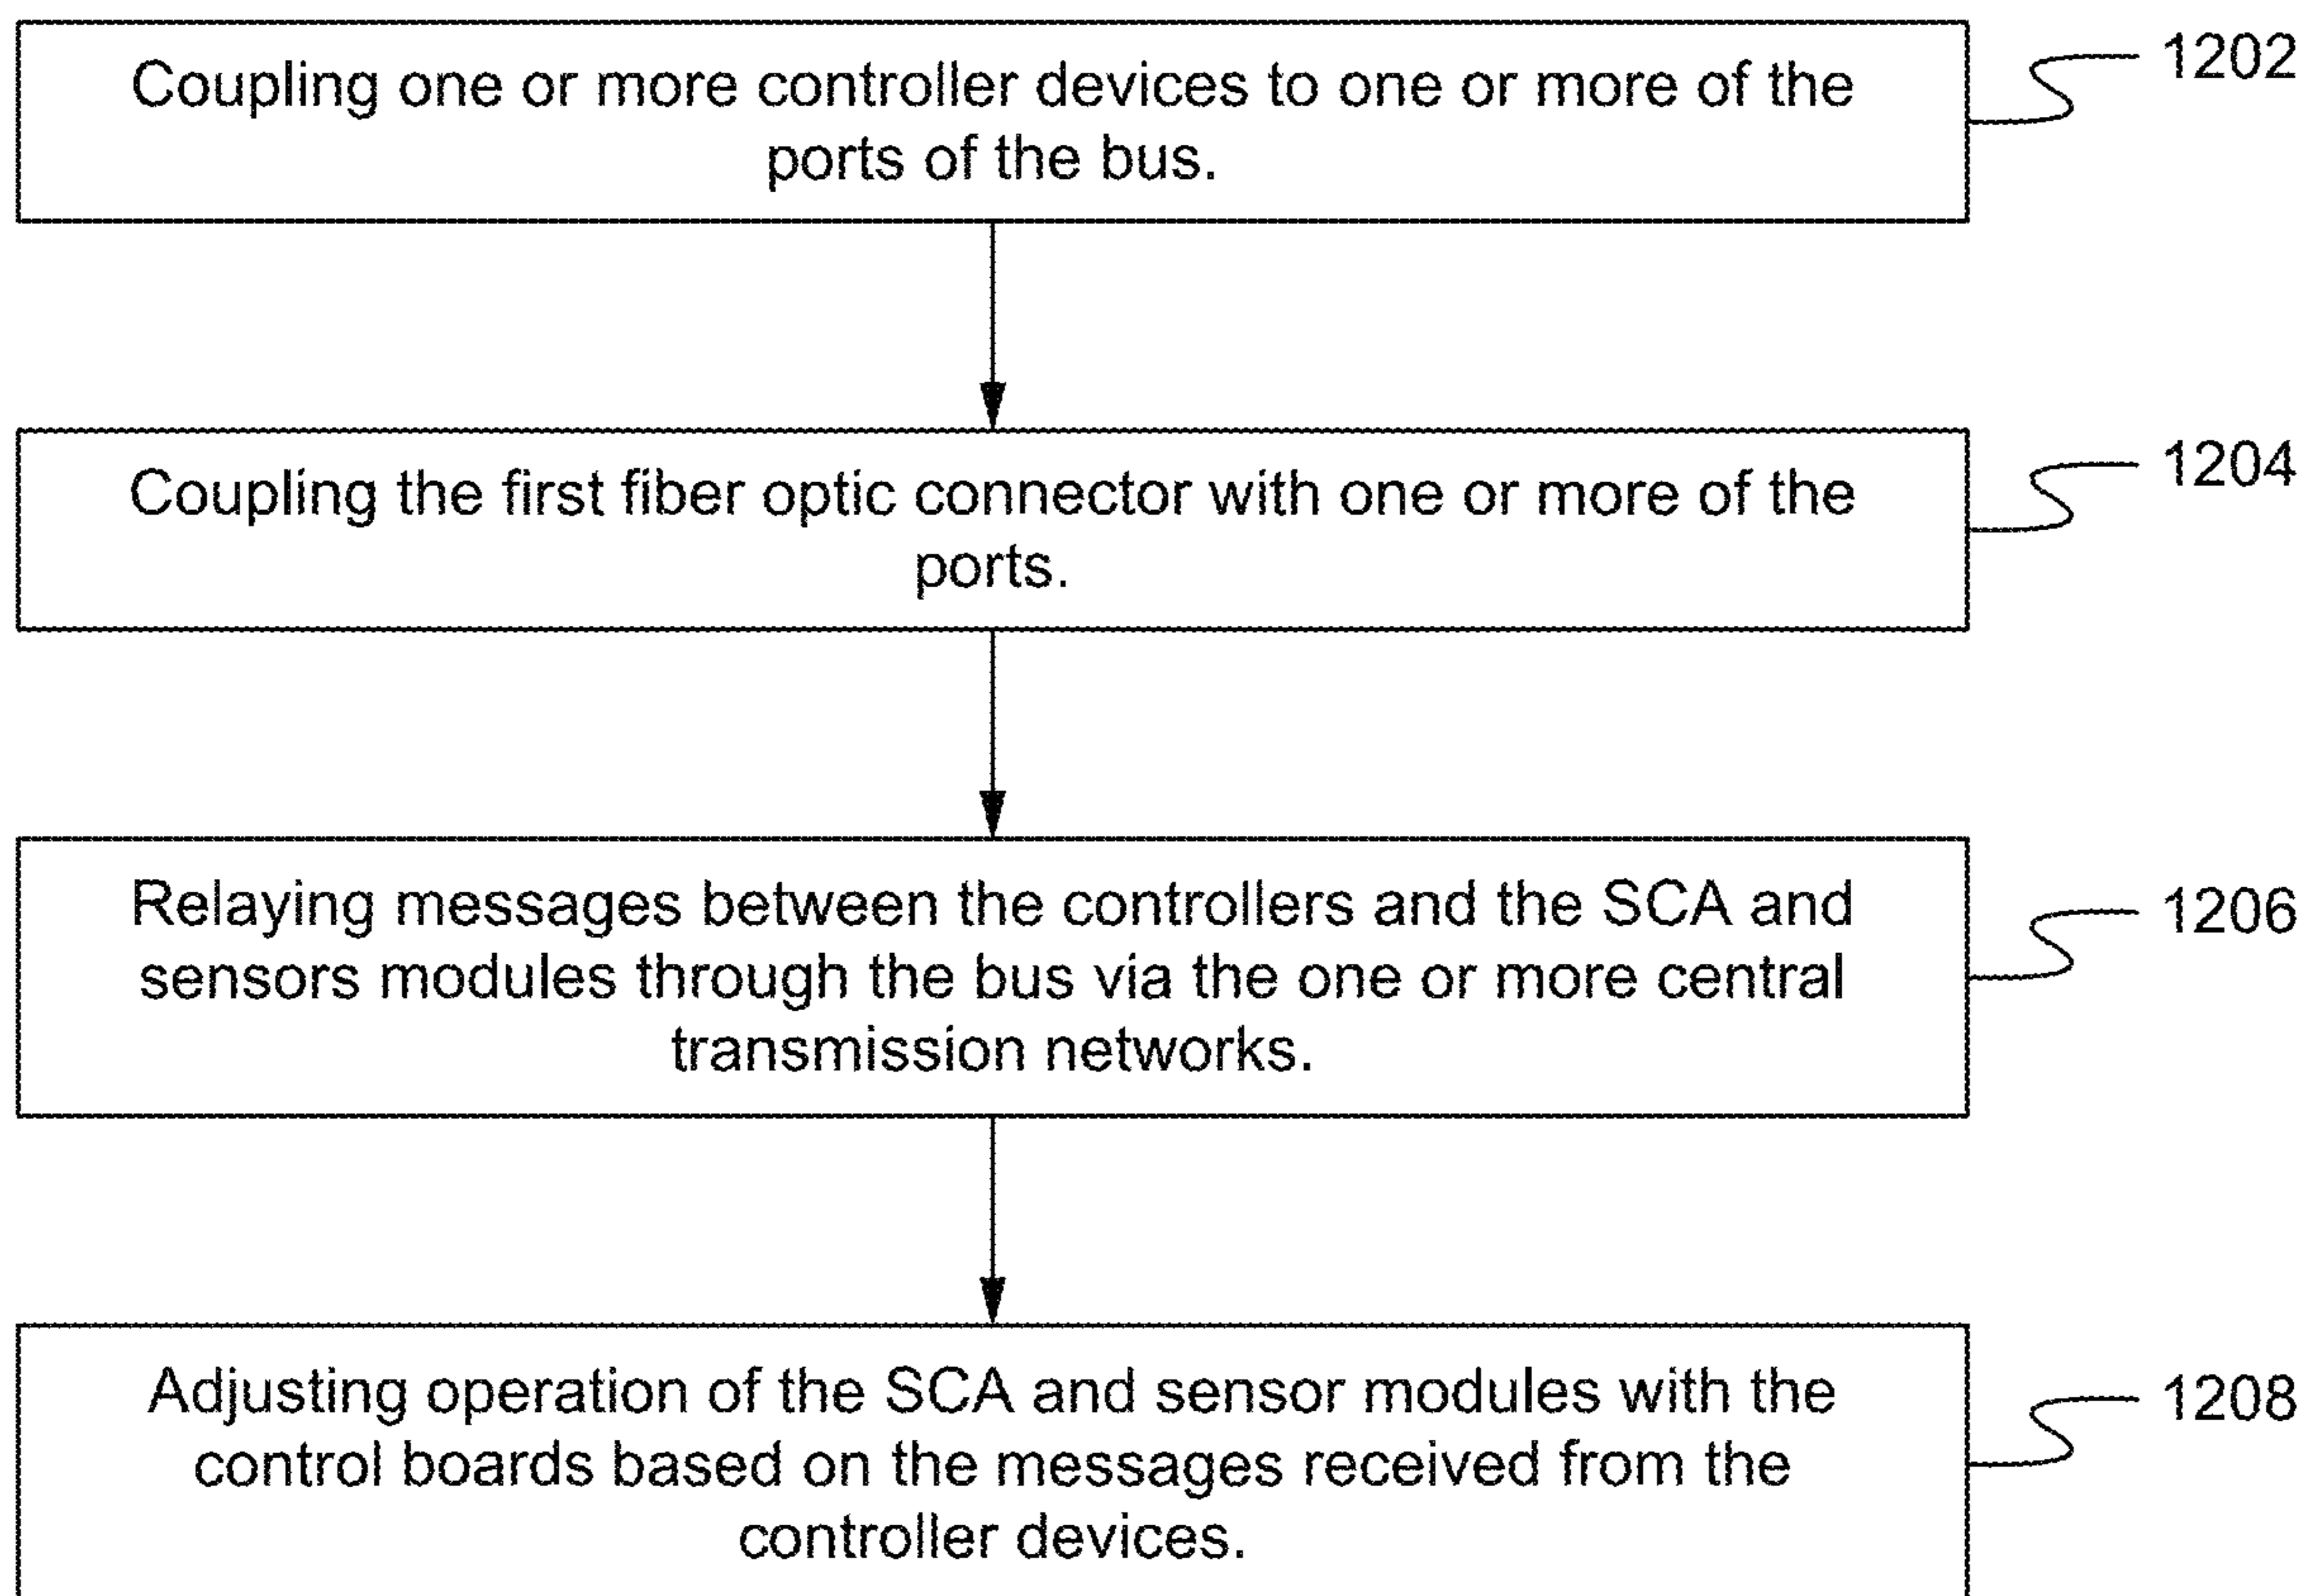 Coupling one or more controller devices to one or more of the
ports of the bus.
1202
Coupling the first fiber optic connector with one or more of the
ports.
1204
Relaying messages between the controllers and the SCA and
sensors modules through the bus via the one or more central
transmission networks.
1206
Adjusting operation of the SCA and sensor modules with the
control boards based on the messages received from the
controller devices.
1208